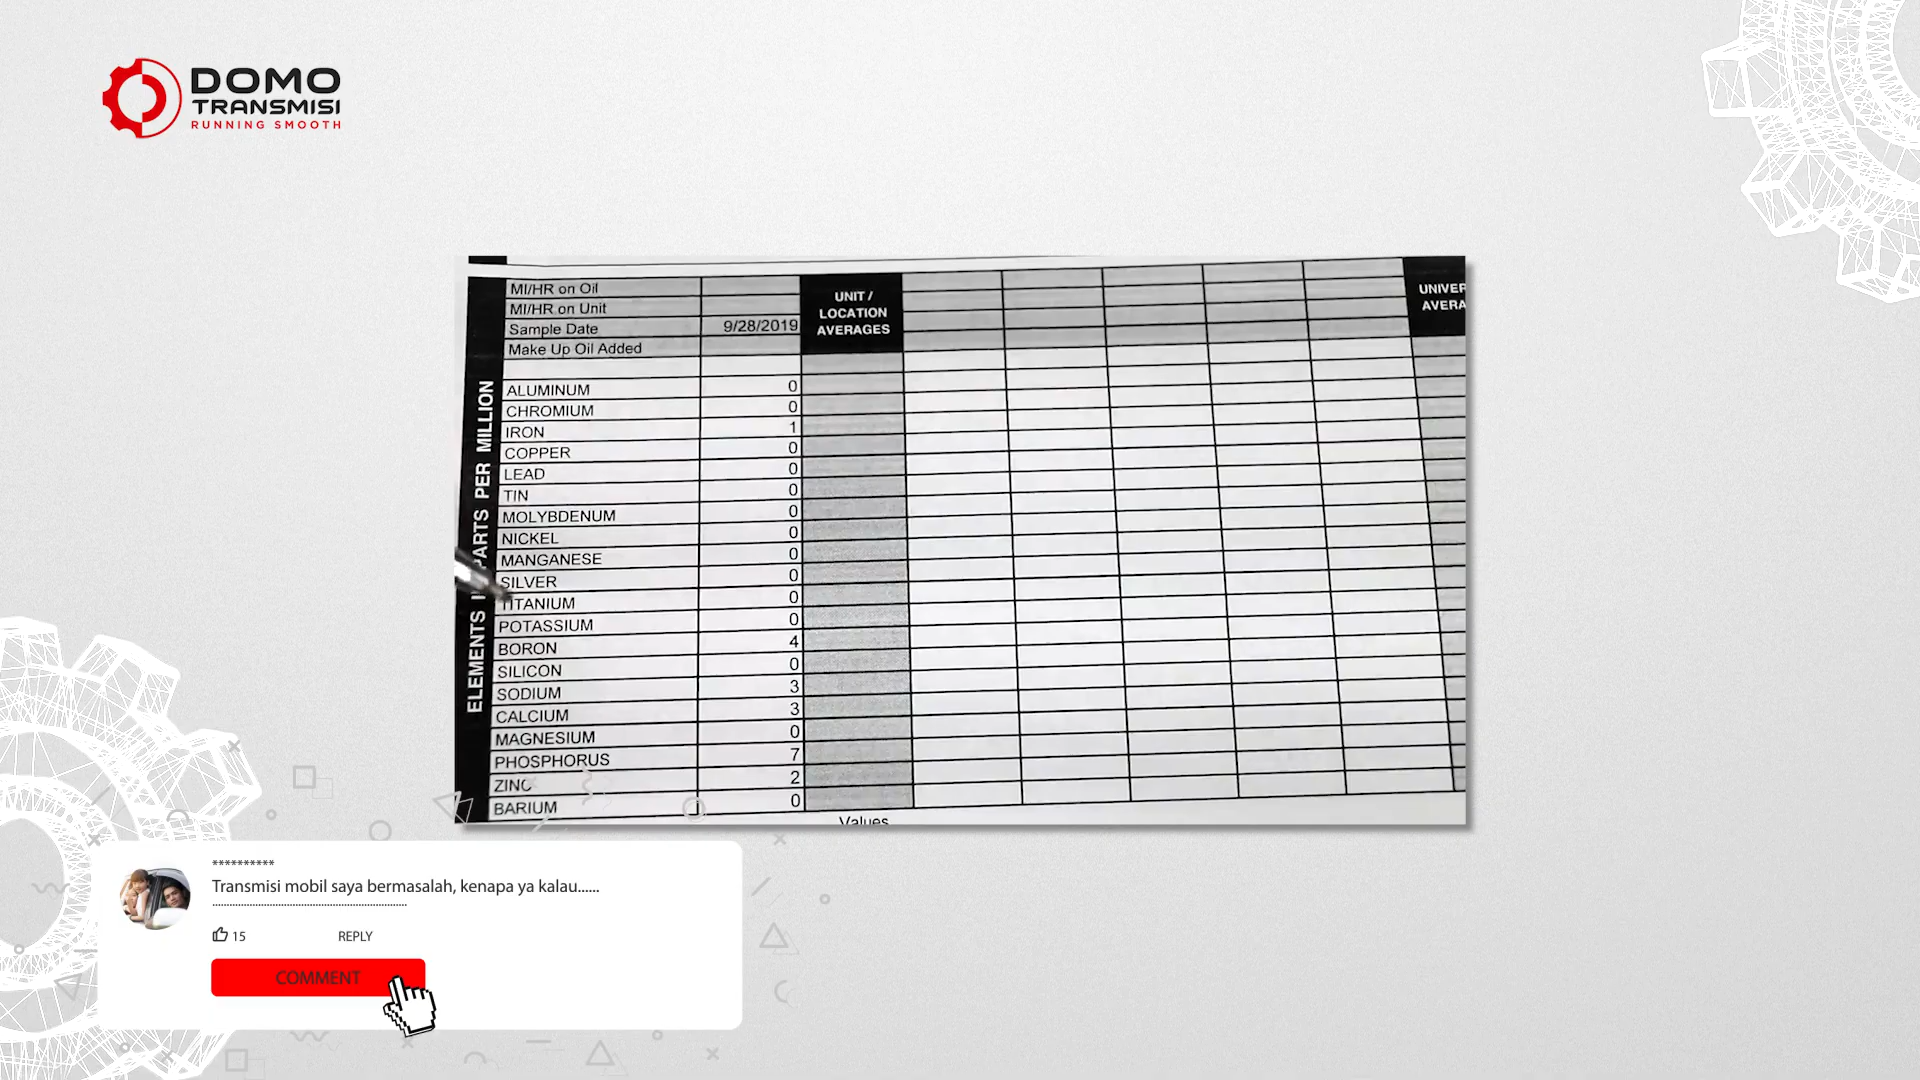 DOMO
TRANSMISI
RUNNING SMOOTH
MI/HR on Oil
MI/HR on Unit
Sample Date 9/28/2019
Make Up Oil Added
UNIT /
LOCATION
AVERAGES
UNIVER
AVERA
ELEMENTS PARTS PER MILLION
ALUMINUM 0
CHROMIUM 0
IRON 1
COPPER 0
LEAD 0
TIN 0
MOLYBDENUM 0
NICKEL 0
MANGANESE 0
SILVER 0
TITANIUM 0
POTASSIUM 0
BORON 4
SILICON 0
SODIUM 3
CALCIUM 3
MAGNESIUM 0
PHOSPHORUS 7
ZINC 2
BARIUM 0
Values
**********
Transmisi mobil saya bermasalah, kenapa ya kalau......
15 REPLY
COMMENT